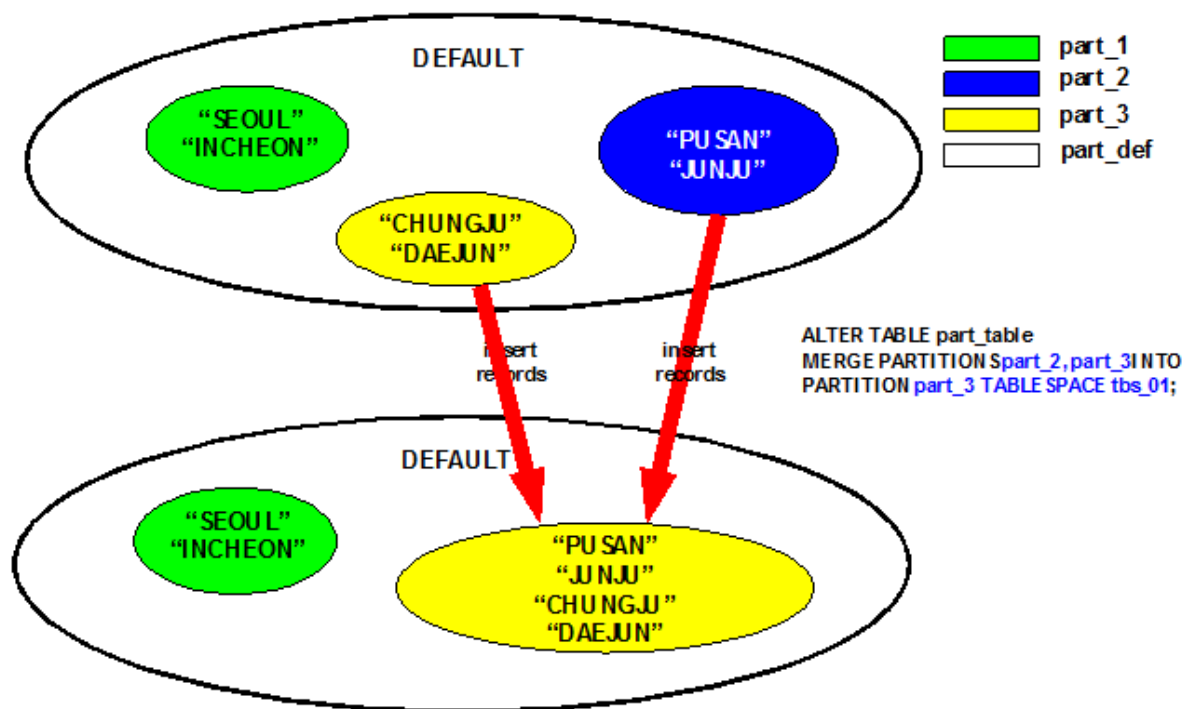 DEFAULT
“SEOUL”
“INCHEON”
“PUSAN”
“JUNJU”
“CHUNGJU”
“DAEJUN”
part_1
part_2
part_3
part_def
insert
records
insert
records
ALTER TABLE part_table
MERGE PARTITIONS part_2, part_3 INTO
PARTITION part_3 TABLESPACE tbs_01;
DEFAULT
“SEOUL”
“INCHEON”
“PUSAN”
“JUNJU”
“CHUNGJU”
“DAEJUN”